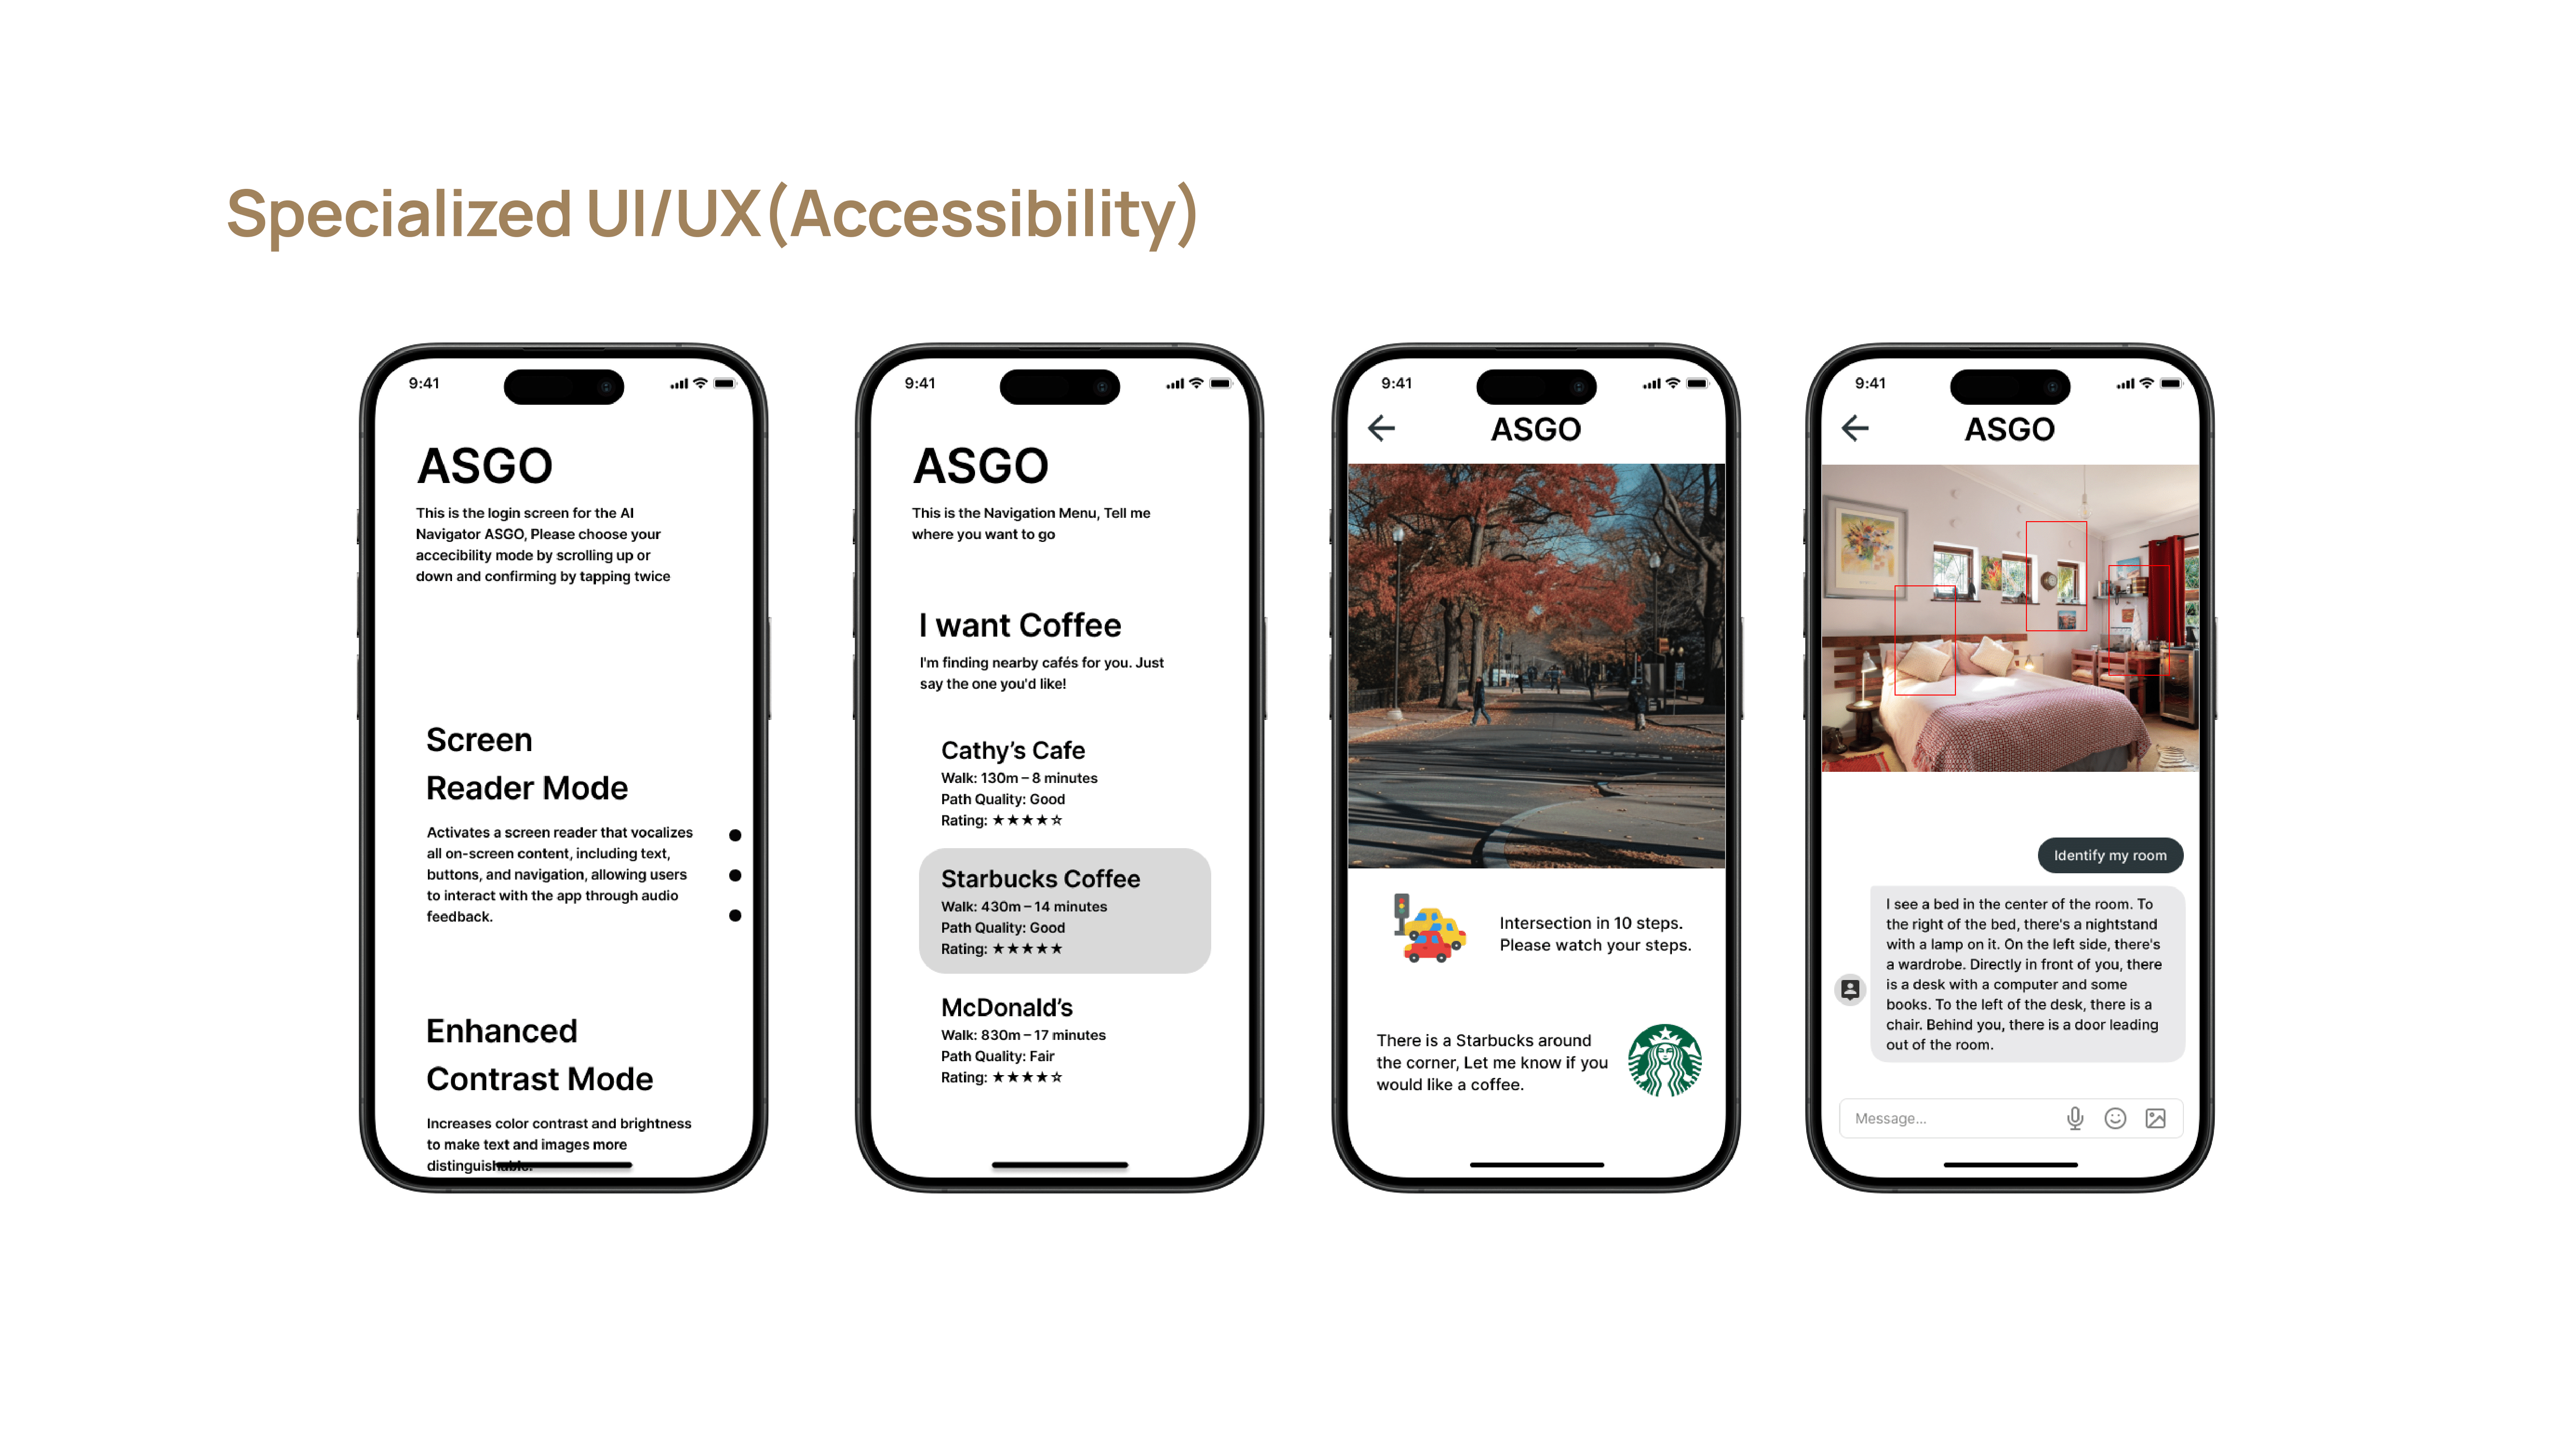 Specialized UI/UX(Accessibility)
9:41
ASGO
This is the login screen for the AI
Navigator ASGO, Please choose your
accecibility mode by scrolling up or
down and confirming by tapping twice
Screen
Reader Mode
Activates a screen reader that vocalizes
all on-screen content, including text,
buttons, and navigation, allowing users
to interact with the app through audio
feedback.
Enhanced
Contrast Mode
Increases color contrast and brightness
to make text and images more
distinguishable.
9:41
ASGO
This is the Navigation Menu, Tell me
where you want to go
I want Coffee
I'm finding nearby cafés for you. Just
say the one you'd like!
Cathy’s Cafe
Walk: 130m – 8 minutes
Path Quality: Good
Rating: ★★★★☆
Starbucks Coffee
Walk: 430m – 14 minutes
Path Quality: Good
Rating: ★★★★★
McDonald’s
Walk: 830m – 17 minutes
Path Quality: Fair
Rating: ★★★★☆
9:41
ASGO
Intersection in 10 steps.
Please watch your steps.
There is a Starbucks around
the corner, Let me know if you
would like a coffee.
9:41
ASGO
Identify my room
I see a bed in the center of the room. To
the right of the bed, there's a nightstand
with a lamp on it. On the left side, there's
a wardrobe. Directly in front of you, there
is a desk with a computer and some
books. To the left of the desk, there is a
chair. Behind you, there is a door leading
out of the room.
Message...